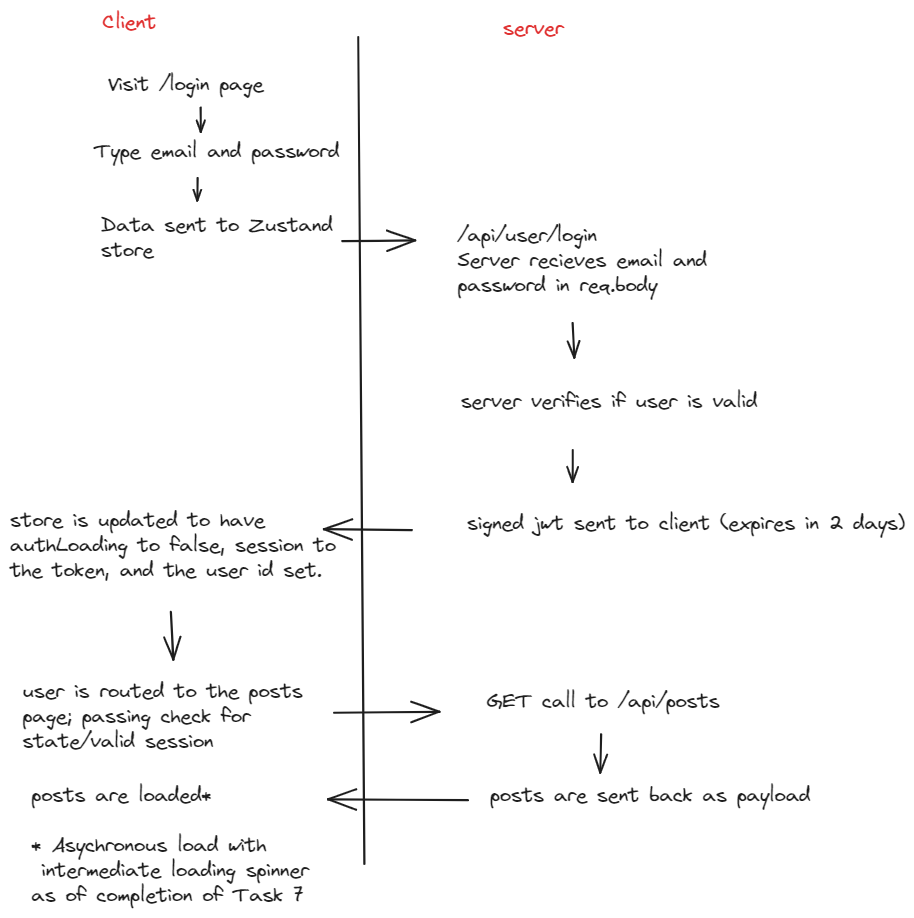 Client
server
Visit /login page
Type email and password
Data sent to Zustand
store
/api/user/login
Server recieves email and
password in req.body
server verifies if user is valid
signed jwt sent to client (expires in 2 days)
store is updated to have
authLoading to false, session to
the token, and the user id set.
user is routed to the posts
page; passing check for
state/valid session
GET call to /api/posts
posts are sent back as payload
posts are loaded*
* Asychronous load with
intermediate loading spinner
as of completion of Task 7